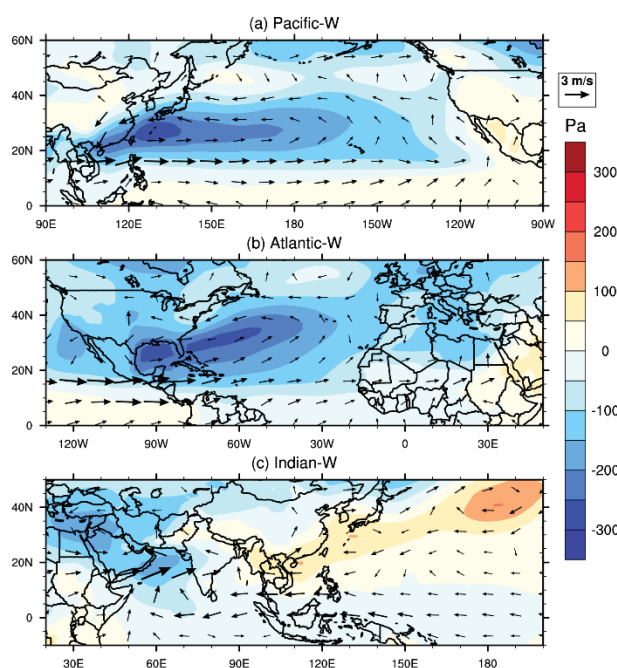 (a) Pacific-W
60N
40N
20N
0
90E 120E 150E 180 150W 120W 90W
3 m/s
Pa
300
200
100
0
-100
-200
-300
(b) Atlantic-W
60N
40N
20N
0
120W 90W 60W 30W 0 30E
(c) Indian-W
40N
20N
0
30E 60E 90E 120E 150E 180